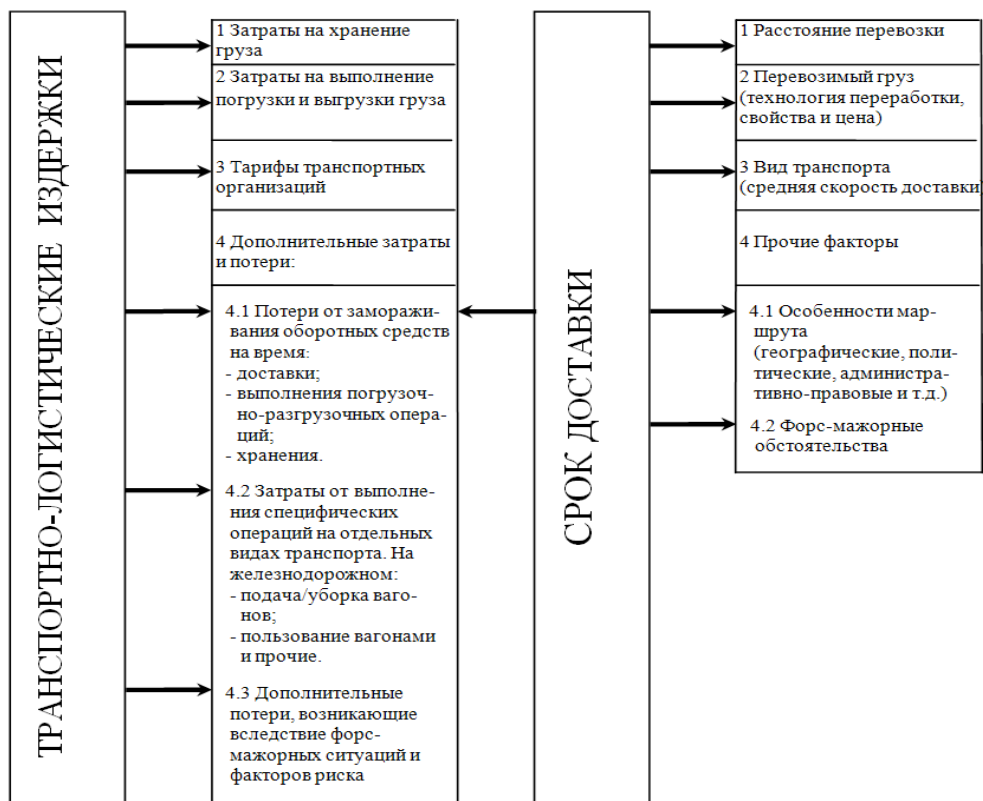 ТРАНСПОРТНО-ЛОГИСТИЧЕСКИЕ ИЗДЕРЖКИ
1 Затраты на хранение
груза
2 Затраты на выполнение
погрузки и выгрузки груза
3 Тарифы транспортных
организаций
4 Дополнительные затраты
и потери:
4.1 Потери от заморажи-
вания оборотных средств
на время:
- доставки;
- выполнения погрузоч-
но-разгрузочных опера-
ций;
- хранения.
4.2 Затраты от выполне-
ния специфических
операций на отдельных
видах транспорта. На
железнодорожном:
- подача/уборка ваго-
нов;
- пользование вагонами
и прочие.
4.3 Дополнительные
потери, возникающие
вследствие форс-
мажорных ситуаций и
факторов риска
СРОК ДОСТАВКИ
1 Расстояние перевозки
2 Перевозимый груз
(технология переработки,
свойства и цена)
3 Вид транспорта
(средняя скорость доставки)
4 Прочие факторы
4.1 Особенности мар-
шрута
(географические, поли-
тические, администра-
тивно-правовые и т.д.)
4.2 Форс-мажорные
обстоятельства